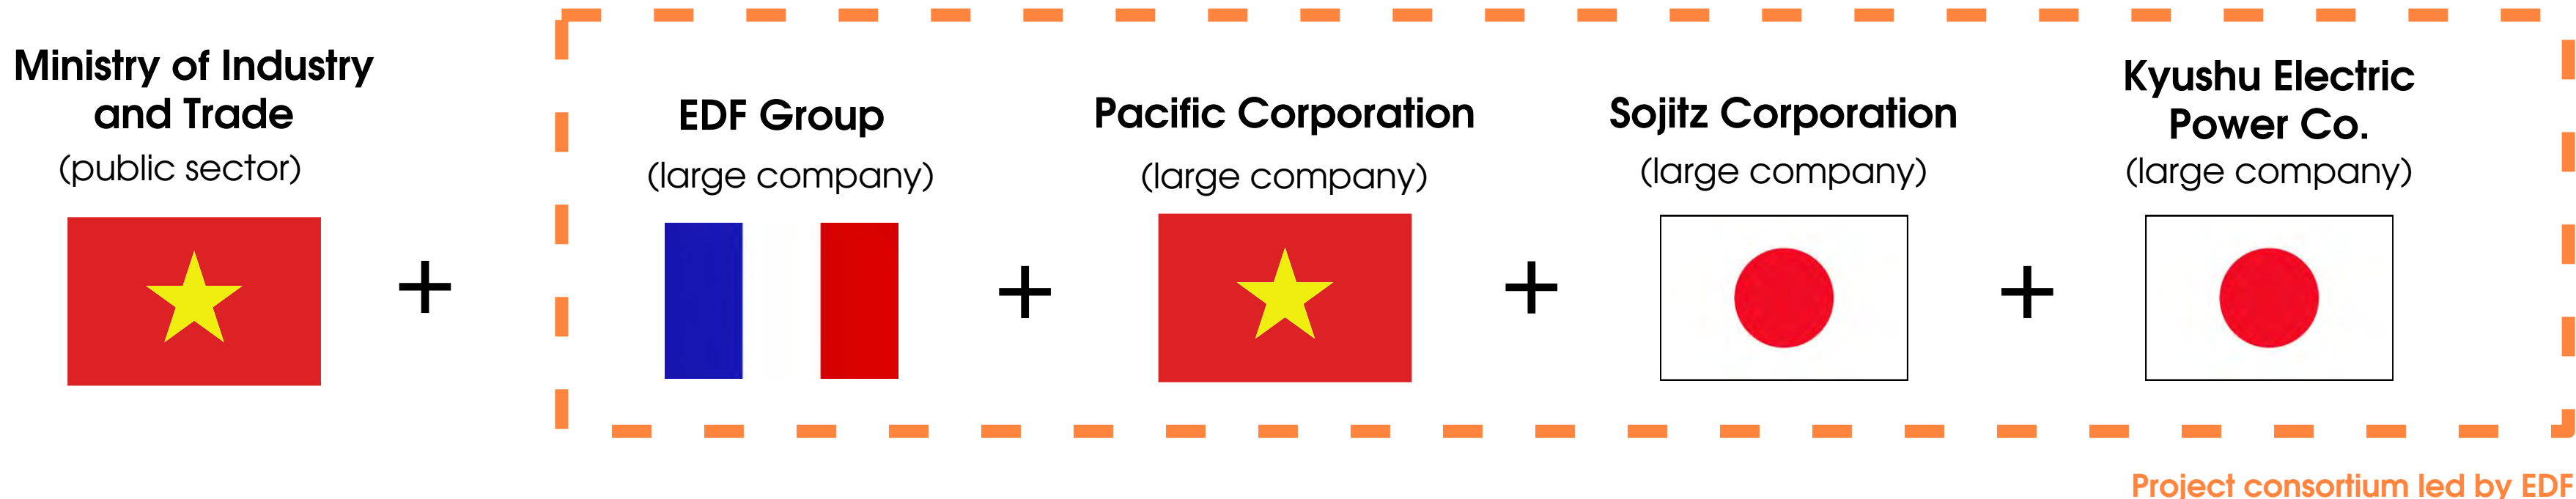 Ministry of Industry
and Trade
(public sector)
+
EDF Group
(large company)
+
Pacific Corporation
(large company)
+
Sojitz Corporation
(large company)
+
Kyushu Electric
Power Co.
(large company)
Project consortium led by EDF